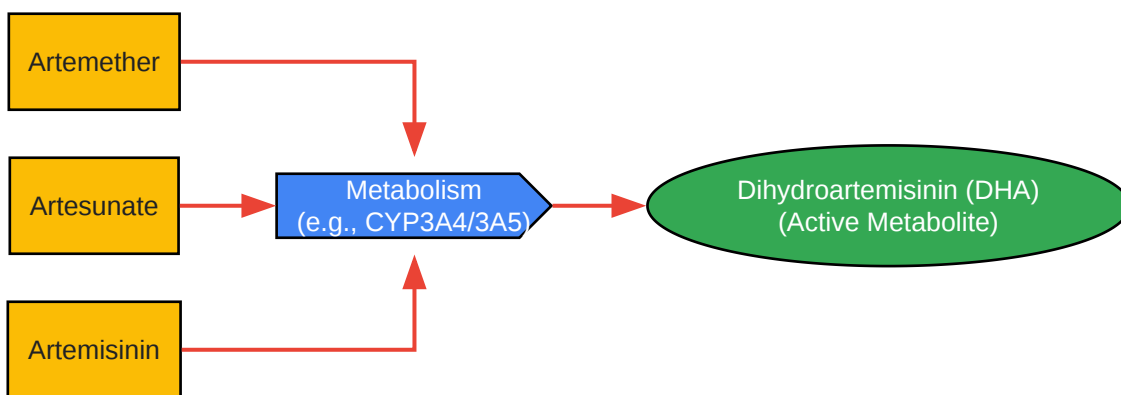 Artemether
Artesunate
Metabolism
(e.g., CYP3A4/3A5)
Dihydroartemisinin (DHA)
(Active Metabolite)
Artemisinin